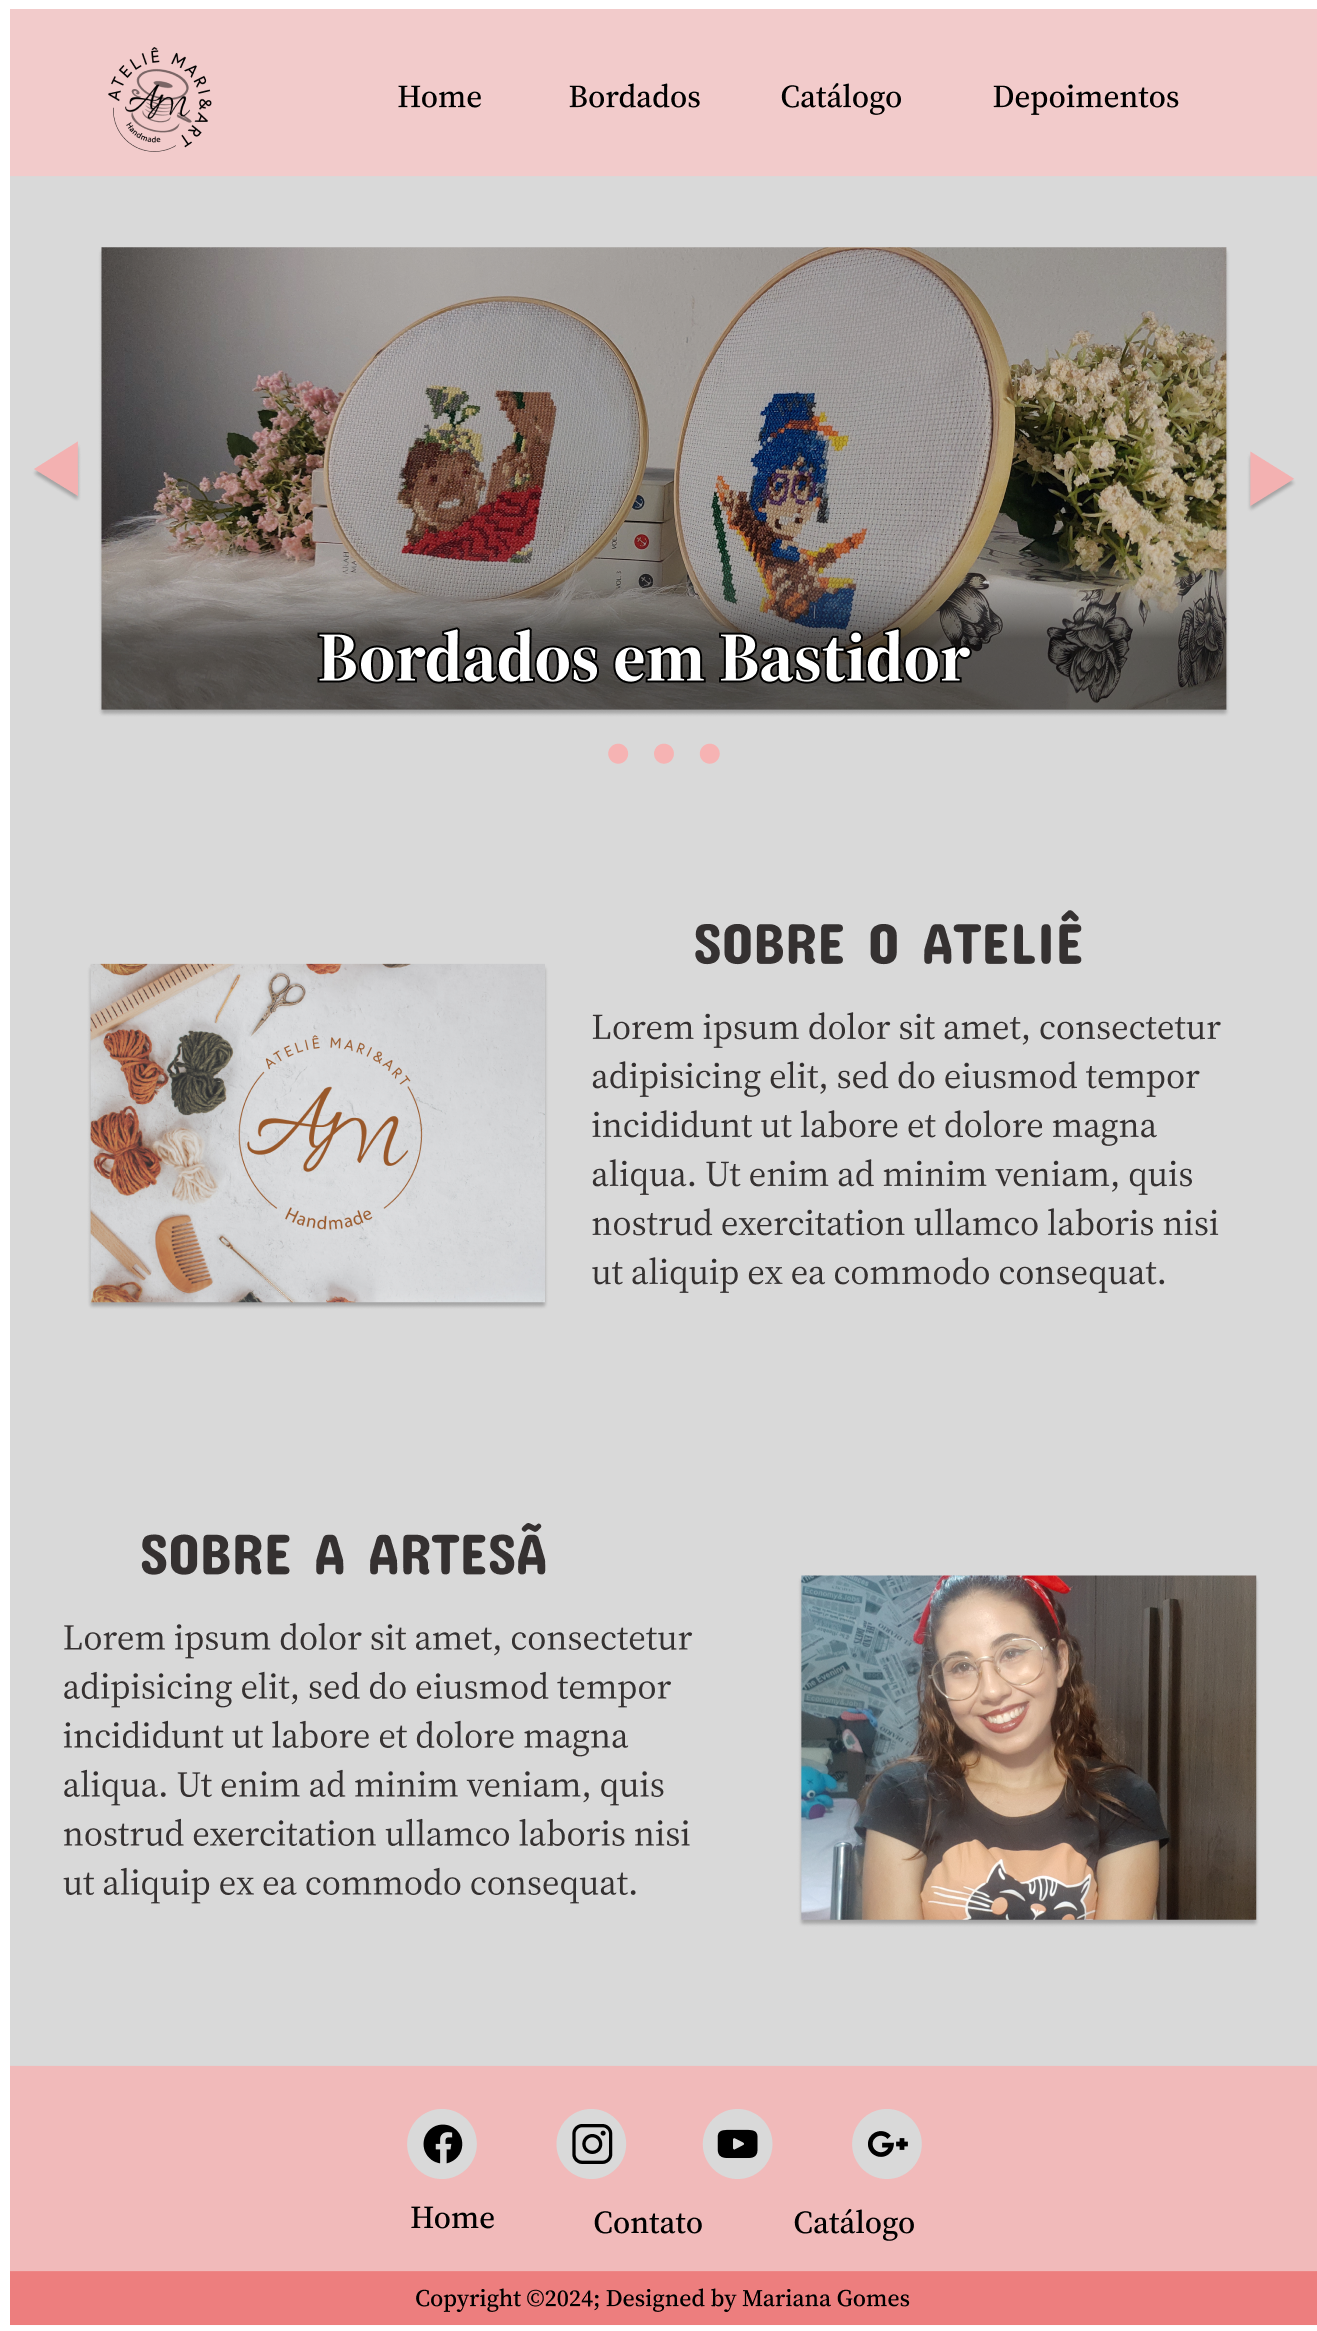 ATELIÊ MARI&ART
AM
Handmade
Home
Bordados
Catálogo
Depoimentos
VOL. 1
Bordados em Bastidor
SOBRE O ATELIÊ
ATELIÊ MARI&ART
AM
Handmade
Lorem ipsum dolor sit amet, consectetur
adipisicing elit, sed do eiusmod tempor
incididunt ut labore et dolore magna
aliqua. Ut enim ad minim veniam, quis
nostrud exercitation ullamco laboris nisi
ut aliquip ex ea commodo consequat.
SOBRE A ARTESÃ
Lorem ipsum dolor sit amet, consectetur
adipisicing elit, sed do eiusmod tempor
incididunt ut labore et dolore magna
aliqua. Ut enim ad minim veniam, quis
nostrud exercitation ullamco laboris nisi
ut aliquip ex ea commodo consequat.
Home
Contato
Catálogo
Copyright ©2024; Designed by Mariana Gomes